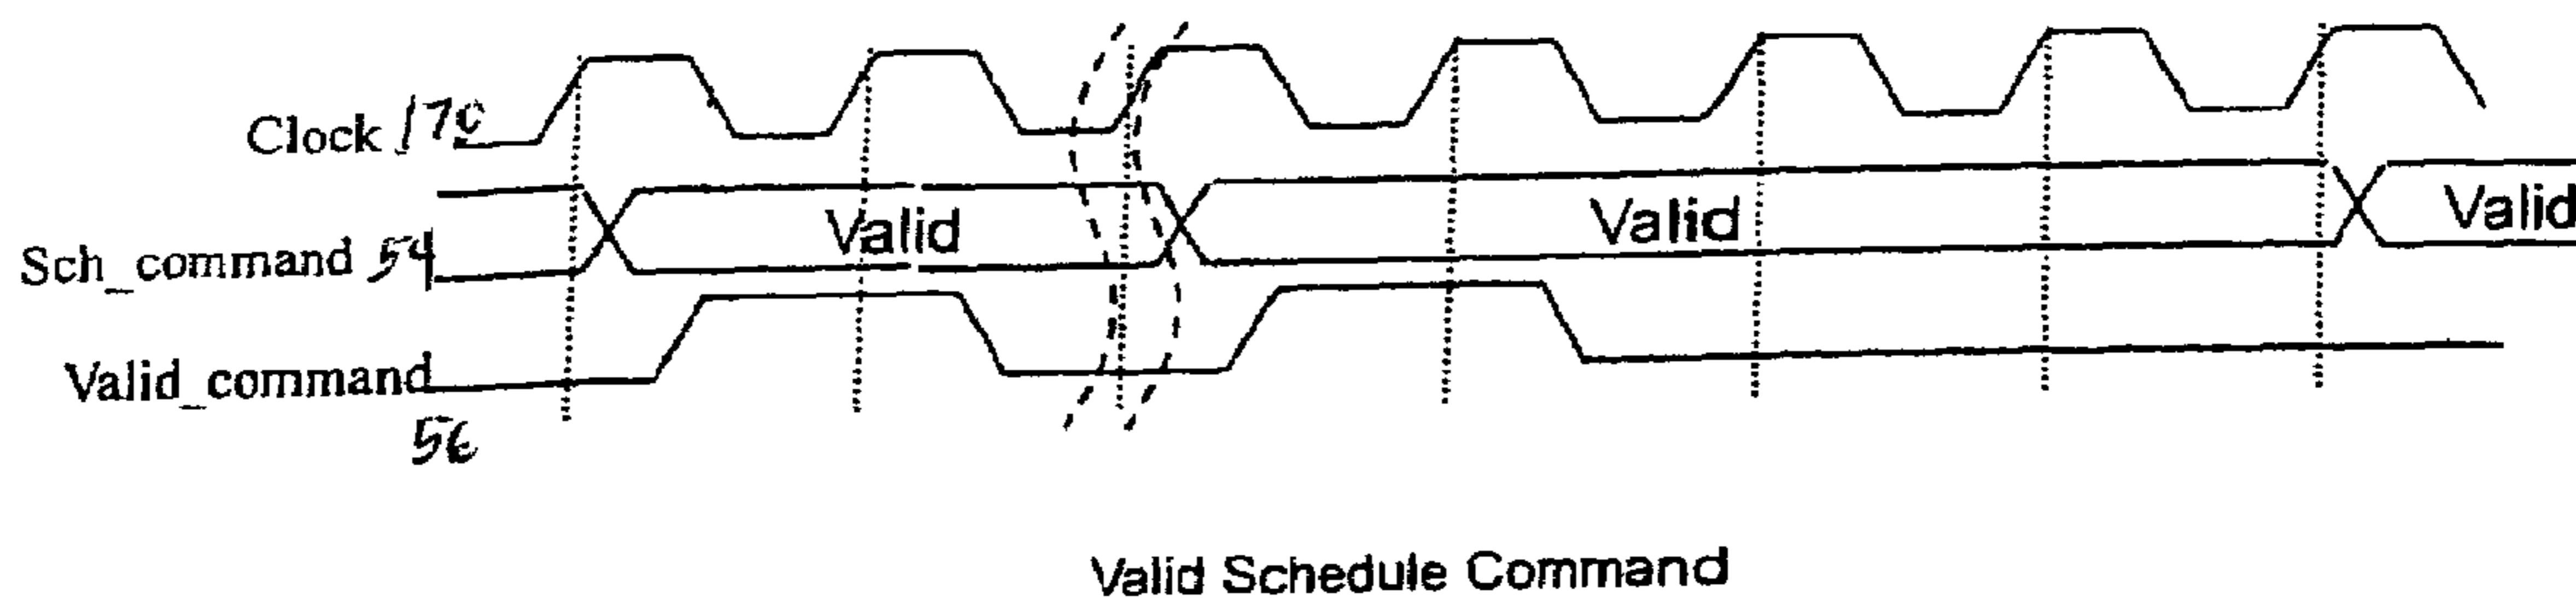 Clock 170
Sch_command 54
Valid
Valid
Valid
Valid_command
56
Valid Schedule Command